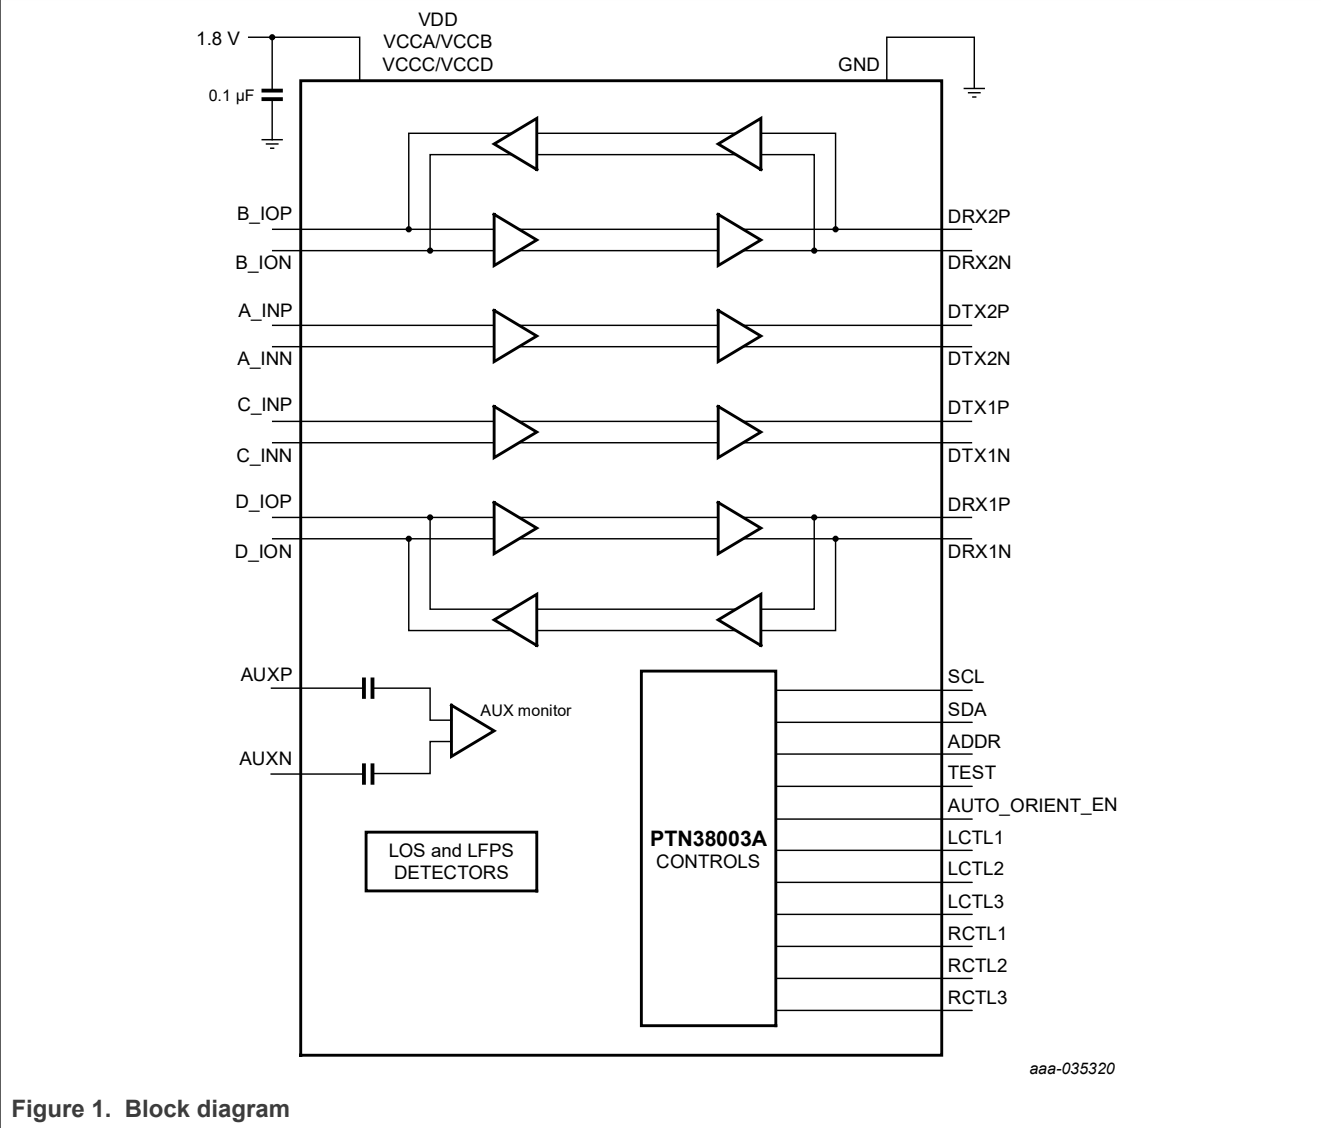 VDD
VCCA/VCCB
VCCC/VCCD
1.8 V
GND
0.1 µF
B_IOP
B_ION
A_INP
A_INN
C_INP
C_INN
D_IOP
D_ION
AUXP
AUXN
DRX2P
DRX2N
DTX2P
DTX2N
DTX1P
DTX1N
DRX1P
DRX1N
AUX monitor
LOS and LFPS
DETECTORS
PTN38003A
CONTROLS
SCL
SDA
ADDR
TEST
AUTO_ORIENT_EN
LCTL1
LCTL2
LCTL3
RCTL1
RCTL2
RCTL3
aaa-035320
Figure 1. Block diagram